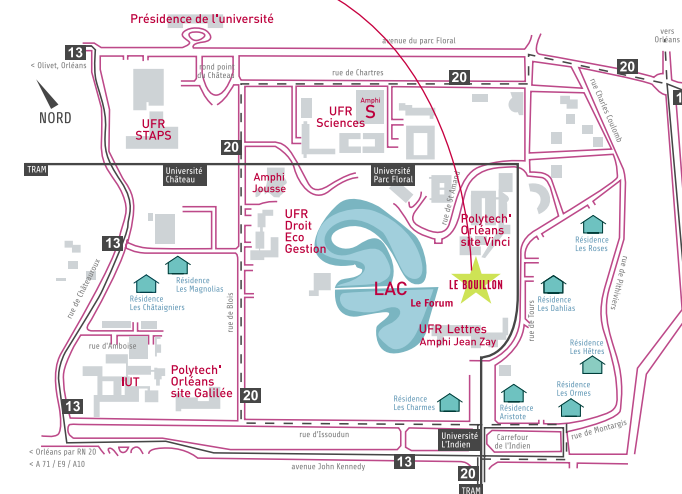 Présidence de l'université
13
avenue du parc Floral
vers
Orléans
< Olivet, Orléans
rond point
du Château
rue de Chartres
20
20
NORD
UFR
STAPS
UFR
Sciences
Amphi
S
rue Charles Coulomb
20
TRAM
Université
Château
Université
Parc Floral
Amphi
Jousse
rue de St Amand
UFR
Droit
Eco
Gestion
Polytech'
Orléans
site Vinci
Résidence
Les Roses
13
rue de Châteauroux
Résidence
Les Magnolias
Résidence
Les Châtaigniers
rue de Blois
LAC
Le Forum
LE BOUILLON
Résidence
Les Dahlias
rue de Pithiviers
rue de Tours
UFR Lettres
Amphi Jean Zay
rue d'Amboise
Résidence
Les Hêtres
IUT
Polytech'
Orléans
site Galilée
Résidence
Les Charmes
Résidence
Aristote
Résidence
Les Ormes
13
20
rue d'Issoudun
Université
L'Indien
Carrefour
de l'Indien
rue de Montargis
< Orléans par RN 20
< A 71 / E9 / A10
avenue John Kennedy
13
20
TRAM